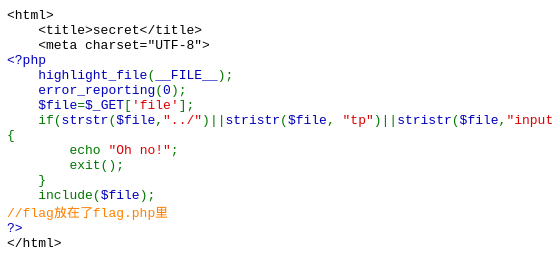 <html>
    <title>secret</title>
    <meta charset="UTF-8">
<?php
    highlight_file(__FILE__);
    error_reporting(0);
    $file=$_GET['file'];
    if(strstr($file,"../")||stristr($file, "tp")||stristr($file,"input
{
        echo "Oh no!";
        exit();
    }
    include($file);
//flag放在了flag.php里
?>
</html>